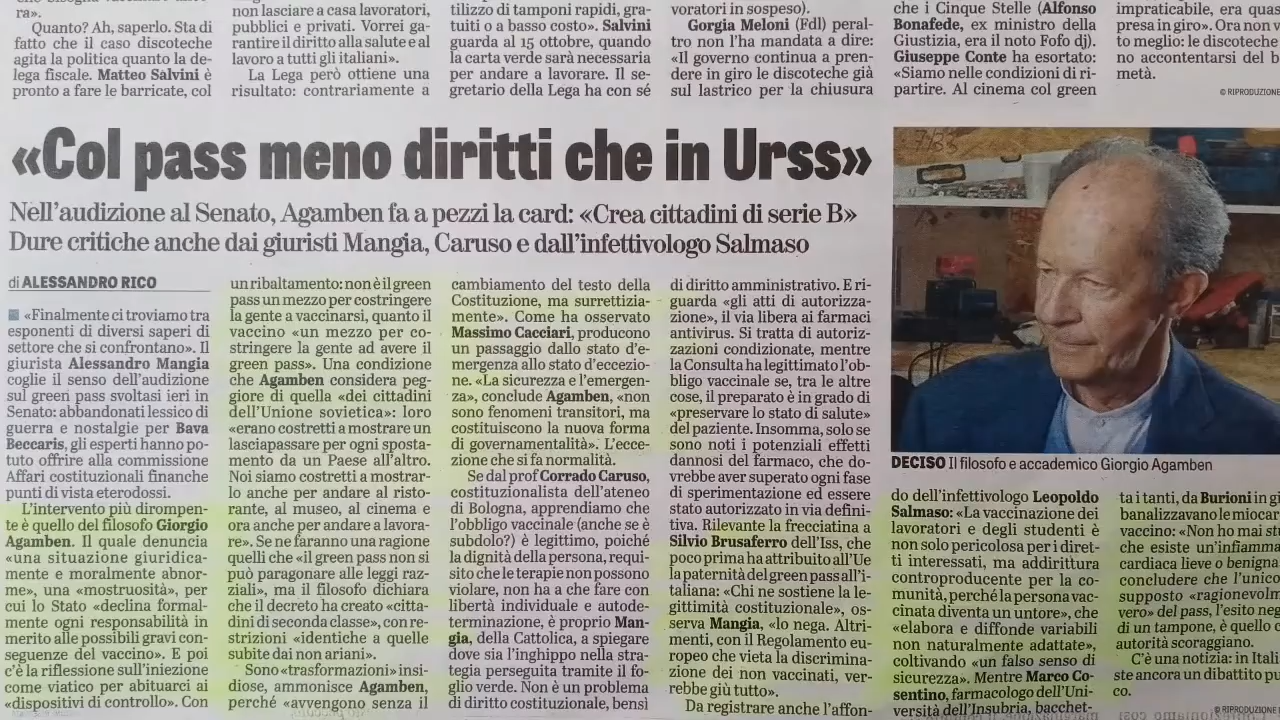 ra».
Quanto? Ah, saperlo. Sta di
fatto che il caso discoteche
agita la politica quanto la de-
lega fiscale. Matteo Salvini è
pronto a fare le barricate, col
non lasciare a casa lavoratori,
pubblici e privati. Vorrei ga-
rantire il diritto alla salute e al
lavoro a tutti gli italiani».
La Lega però ottiene una
risultato: contrariamente a
tilizzo di tamponi rapidi, gra-
tuiti o a basso costo». Salvini
guarda al 15 ottobre, quando
la carta verde sarà necessaria
per andare a lavorare. Il se-
gretario della Lega ha con sé
voratori in sospeso).
Gorgia Meloni (Fdl) peral-
tro non l'ha mandata a dire:
«Il governo continua a pren-
dere in giro le discoteche già
sul lastrico per la chiusura
che i Cinque Stelle (Alfonso
Bonafede, ex ministro della
Giustizia, era il noto Fofo dj).
Giuseppe Conte ha esortato:
«Siamo nelle condizioni di ri-
partire. Al cinema col green
impraticabile, era quas
presa in giro». Ora non v
to meglio: le discoteche
no accontentarsi del b
metà.
© RIPRODUZIONE
«Col pass meno diritti che in Urss»
Nell'audizione al Senato, Agamben fa a pezzi la card: «Crea cittadini di serie B»
Dure critiche anche dai giuristi Mangia, Caruso e dall'infettivologo Salmaso
di ALESSANDRO RICO
«Finalmente ci troviamo tra
esponenti di diversi saperi di
settore che si confrontano». Il
giurista Alessandro Mangia
coglie il senso dell'audizione
sul green pass svoltasi ieri in
Senato: abbandonati lessico di
guerra e nostalgie per Bava
Beccaris, gli esperti hanno po-
tuto offrire alla commissione
Affari costituzionali finanche
punti di vista eterodossi.
L'intervento più dirompen-
te è quello del filosofo Giorgio
Agamben. Il quale denuncia
«una situazione giuridica-
mente e moralmente abnor-
me», una «mostruosità», per
cui lo Stato «declina formal-
mente ogni responsabilità in
merito alle possibili gravi con-
seguenze del vaccino». E poi
c'è la riflessione sull'iniezione
come viatico per abituarci ai
«dispositivi di controllo». Con
un ribaltamento: non è il green
pass un mezzo per costringere
la gente a vaccinarsi, quanto il
vaccino «un mezzo per co-
stringere la gente ad avere il
green pass». Una condizione
che Agamben considera peg-
giore di quella «dei cittadini
dell'Unione sovietica»: loro
«erano costretti a mostrare un
lasciapassare per ogni sposta-
mento da un Paese all'altro.
Noi siamo costretti a mostrar-
lo anche per andare al risto-
rante, al museo, al cinema e
ora anche per andare a lavora-
re». Se ne faranno una ragione
quelli che «il green pass non si
può paragonare alle leggi raz-
ziali», ma il filosofo dichiara
che il decreto ha creato «citta-
dini di seconda classe», con re-
strizioni «identiche a quelle
subite dai non ariani».
Sono «trasformazioni» insi-
diose, ammonisce Agamben,
perché «avvengono senza il
cambiamento del testo della
Costituzione, ma surrettizia-
mente». Come ha osservato
Massimo Cacciari, producono
un passaggio dallo stato d'e-
mergenza allo stato d'eccezio-
ne. «La sicurezza e l'emergen-
za», conclude Agamben, «non
sono fenomeni transitori, ma
costituiscono la nuova forma
di governamentalità». L'ecce-
zione che si fa normalità.
Se dal prof Corrado Caruso,
costituzionalista dell'ateneo
di Bologna, apprendiamo che
l'obbligo vaccinale (anche se è
subdolo?) è legittimo, poiché
la dignità della persona, requi-
sito che le terapie non possono
violare, non ha a che fare con
libertà individuale e autode-
terminazione, è proprio Man-
gia, della Cattolica, a spiegare
dove sia l'inghippo nella stra-
tegia perseguita tramite il fo-
glio verde. Non è un problema
di diritto costituzionale, bensì
di diritto amministrativo. E ri-
guarda «gli atti di autorizza-
zione», il via libera ai farmaci
antivirus. Si tratta di autoriz-
zazioni condizionate, mentre
la Consulta ha legittimato l'ob-
bligo vaccinale se, tra le altre
cose, il preparato è in grado di
«preservare lo stato di salute»
del paziente. Insomma, solo se
sono noti i potenziali effetti
dannosi del farmaco, che do-
vrebbe aver superato ogni fase
di sperimentazione ed essere
stato autorizzato in via defini-
tiva. Rilevante la frecciatina a
Silvio Brusaferro dell'Iss, che
poco prima ha attribuito all'Ue
la paternità del green pass all'i-
taliana: «Chi ne sostiene la le-
gittimità costituzionale», os-
serva Mangia, «lo nega. Altri-
menti, con il Regolamento eu-
ropeo che vieta la discrimina-
zione dei non vaccinati, ver-
rebbe giù tutto».
Da registrare anche l'affon-
DECISO Il filosofo e accademico Giorgio Agamben
do dell'infettivologo Leopoldo
Salmaso: «La vaccinazione dei
lavoratori e degli studenti è
non solo pericolosa per i diret-
ti interessati, ma addirittura
controproducente per la co-
munità, perché la persona vac-
cinata diventa un untore», che
«elabora e diffonde variabili
non naturalmente adattate»,
coltivando «un falso senso di
sicurezza». Mentre Marco Co-
sentino, farmacologo dell'Uni-
versità dell'Insubria, bacchet-
ta i tanti, da Burioni in gi
banalizzavano le miocar
vaccino: «Non ho mai st
che esiste un'infiamma
cardiaca lieve o benigna
concludere che l'unico
supposto «ragionevolm
vero» del pass, l'esito neg
di un tampone, è quello c
autorità scoraggiano.
C'è una notizia: in Itali
ste ancora un dibattito pu
co.
© RIPRODUZIONE